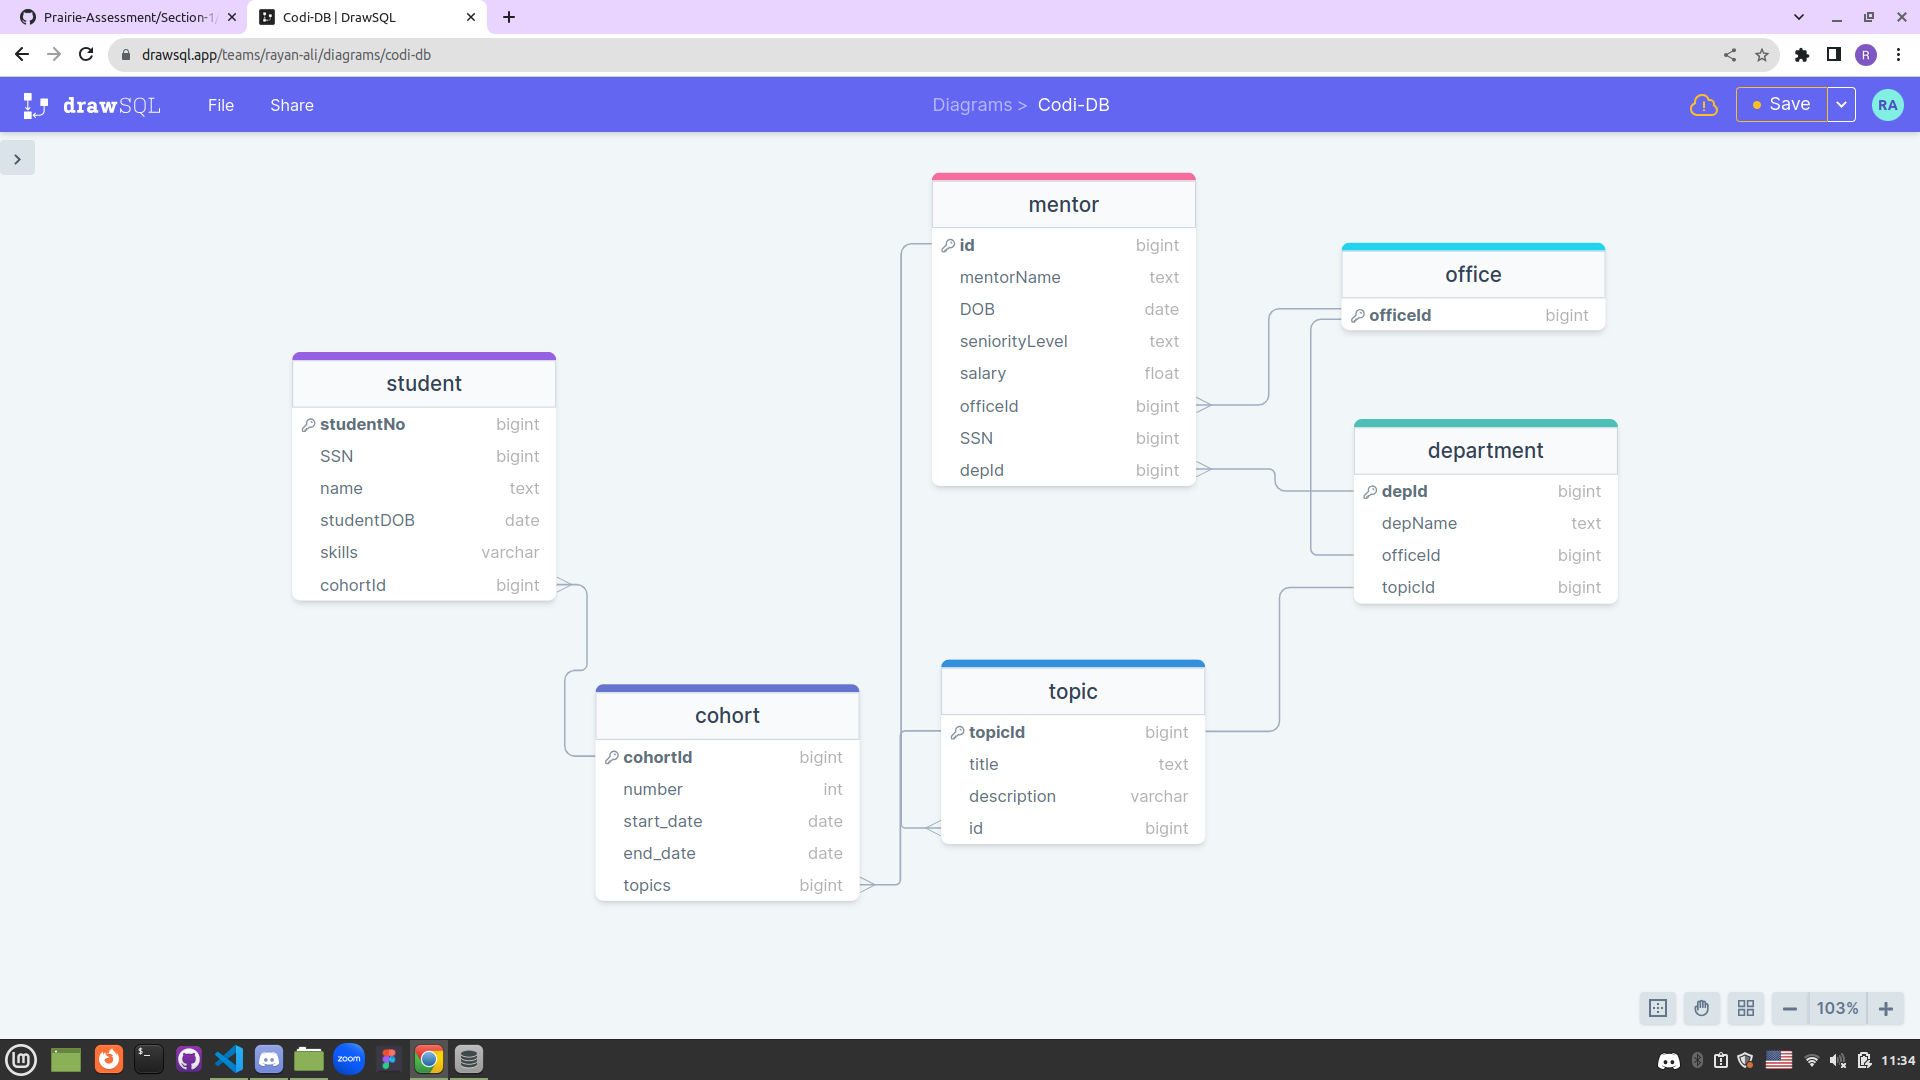 Prairie-Assessment/Section-1/
Codi-DB | DrawSQL
drawsql.app/teams/rayan-ali/diagrams/codi-db
R
drawSQL
File
Share
Diagrams >
Codi-DB
Save
RA
mentor
id bigint
mentorName text
DOB date
seniorityLevel text
salary float
officeId bigint
SSN bigint
depId bigint
office
officeId bigint
student
studentNo bigint
SSN bigint
name text
studentDOB date
skills varchar
cohortId bigint
department
depId bigint
depName text
officeId bigint
topicId bigint
cohort
cohortId bigint
number int
start_date date
end_date date
topics bigint
topic
topicId bigint
title text
description varchar
id bigint
103%
zoom
11:34